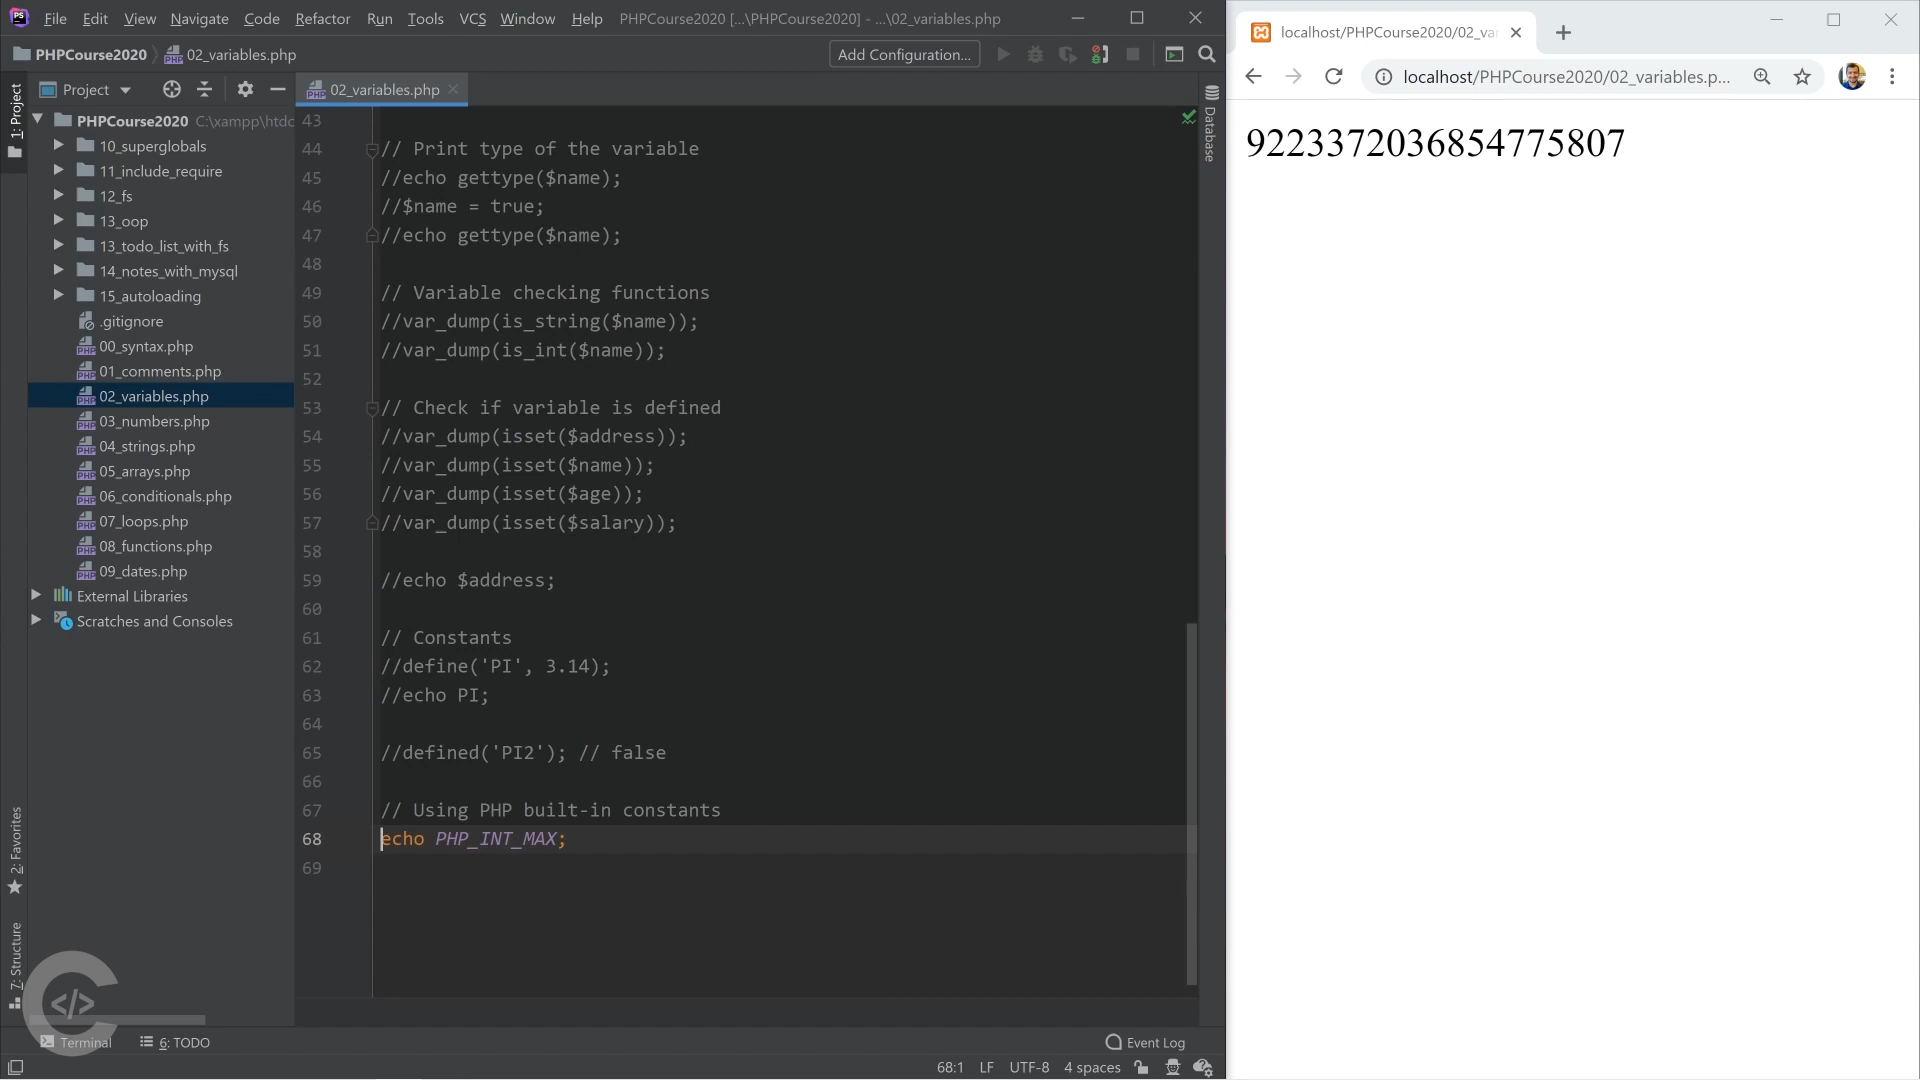 File Edit View Navigate Code Refactor Run Tools VCS Window Help PHPCourse2020 [...\PHPCourse2020] - ...\02_variables.php
PHPCourse2020 02_variables.php Add Configuration...
1: Project
Project
02_variables.php
PHPCourse2020 C:\xampp\htdc
10_superglobals
11_include_require
12_fs
13_oop
13_todo_list_with_fs
14_notes_with_mysql
15_autoloading
.gitignore
00_syntax.php
01_comments.php
02_variables.php
03_numbers.php
04_strings.php
05_arrays.php
06_conditionals.php
07_loops.php
08_functions.php
09_dates.php
External Libraries
Scratches and Consoles
2: Favorites
7: Structure
43
44 // Print type of the variable
45 //echo gettype($name);
46 //$name = true;
47 //echo gettype($name);
48
49 // Variable checking functions
50 //var_dump(is_string($name));
51 //var_dump(is_int($name));
52
53 // Check if variable is defined
54 //var_dump(isset($address));
55 //var_dump(isset($name));
56 //var_dump(isset($age));
57 //var_dump(isset($salary));
58
59 //echo $address;
60
61 // Constants
62 //define('PI', 3.14);
63 //echo PI;
64
65 //defined('PI2'); // false
66
67 // Using PHP built-in constants
68 echo PHP_INT_MAX;
69
Database
Terminal 6: TODO Event Log
68:1 LF UTF-8 4 spaces
localhost/PHPCourse2020/02_va
localhost/PHPCourse2020/02_variables.p...
9223372036854775807